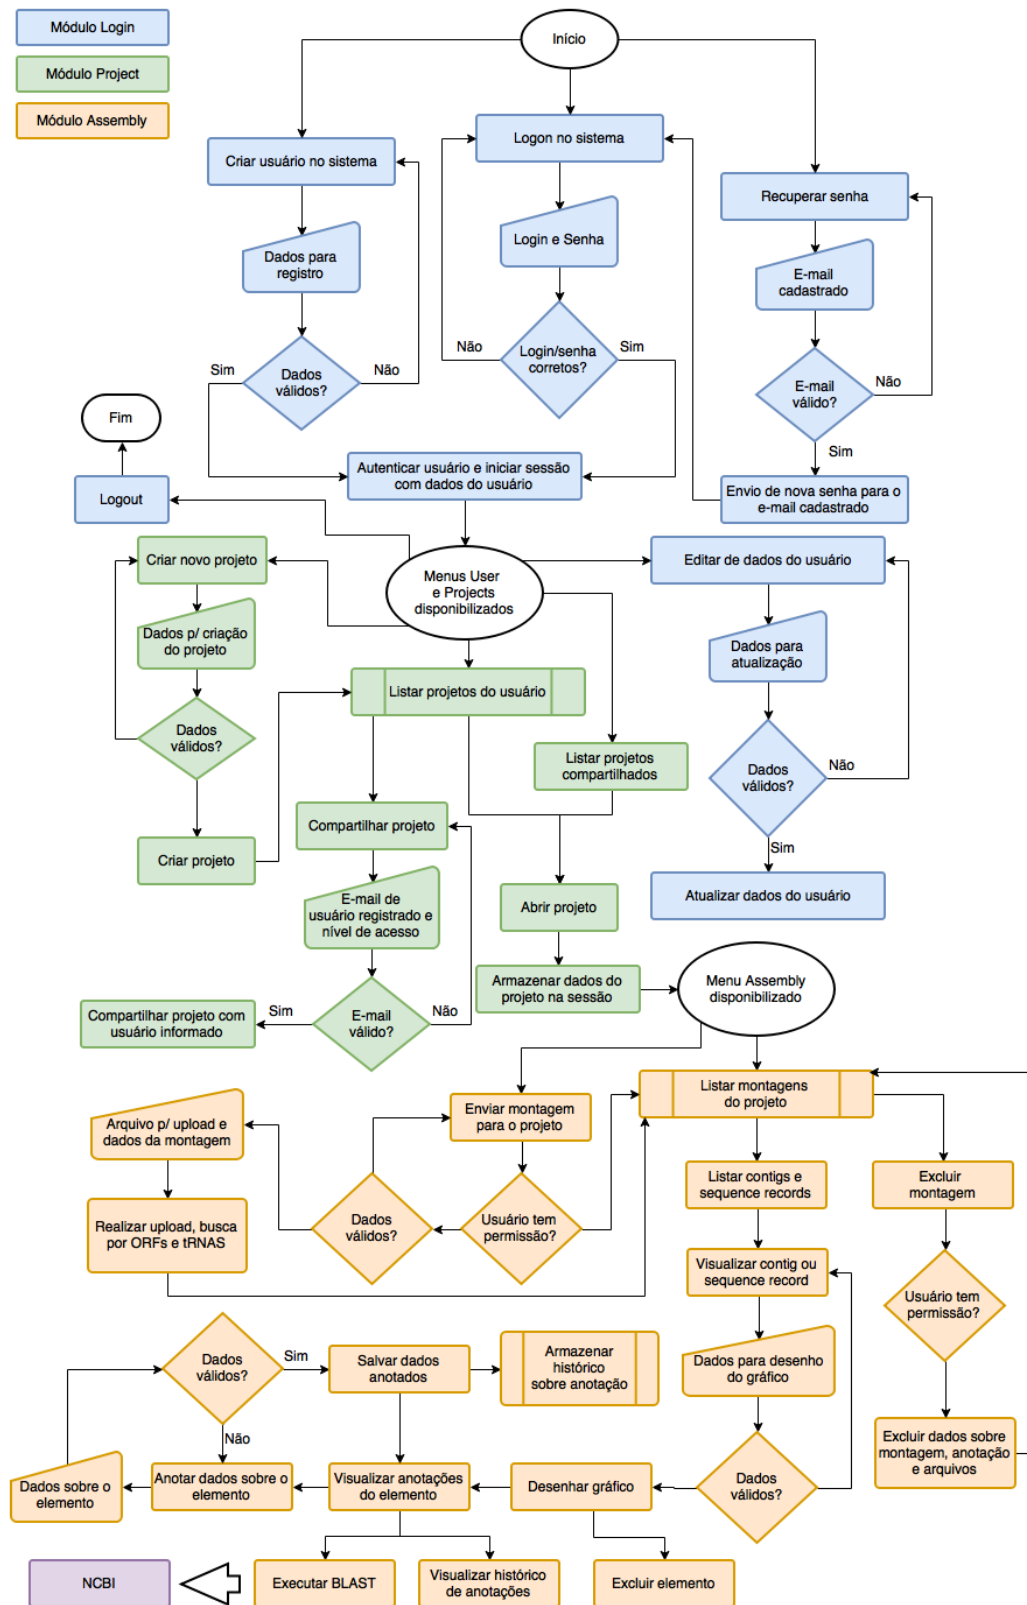 Módulo Login
Módulo Project
Módulo Assembly
Início
Criar usuário no sistema
Logon no sistema
Recuperar senha
Dados para
registro
Login e Senha
E-mail
cadastrado
Dados
válidos?
Sim
Não
Login/senha
corretos?
Não
Sim
E-mail
válido?
Não
Sim
Fim
Logout
Autenticar usuário e iniciar sessão
com dados do usuário
Envio de nova senha para o
e-mail cadastrado
Criar novo projeto
Menus User
e Projects
disponibilizados
Editar de dados do usuário
Dados p/ criação
do projeto
Dados para
atualização
Listar projetos do usuário
Dados
válidos?
Listar projetos
compartilhados
Dados
válidos?
Não
Sim
Criar projeto
Compartilhar projeto
Atualizar dados do usuário
E-mail de
usuário registrado e
nível de acesso
Abrir projeto
Armazenar dados do
projeto na sessão
Menu Assembly
disponibilizado
Compartilhar projeto com
usuário informado
Sim
E-mail
válido?
Não
Arquivo p/ upload e
dados da montagem
Enviar montagem
para o projeto
Listar montagens
do projeto
Realizar upload, busca
por ORFs e tRNAS
Dados
válidos?
Usuário tem
permissão?
Listar contigs e
sequence records
Excluir
montagem
Visualizar contig ou
sequence record
Usuário tem
permissão?
Dados
válidos?
Sim
Não
Salvar dados
anotados
Armazenar
histórico
sobre anotação
Dados para desenho
do gráfico
Excluir dados sobre
montagem, anotação
e arquivos
Dados sobre o
elemento
Anotar dados sobre o
elemento
Visualizar anotações
do elemento
Desenhar gráfico
Dados
válidos?
NCBI
Executar BLAST
Visualizar histórico
de anotações
Excluir elemento